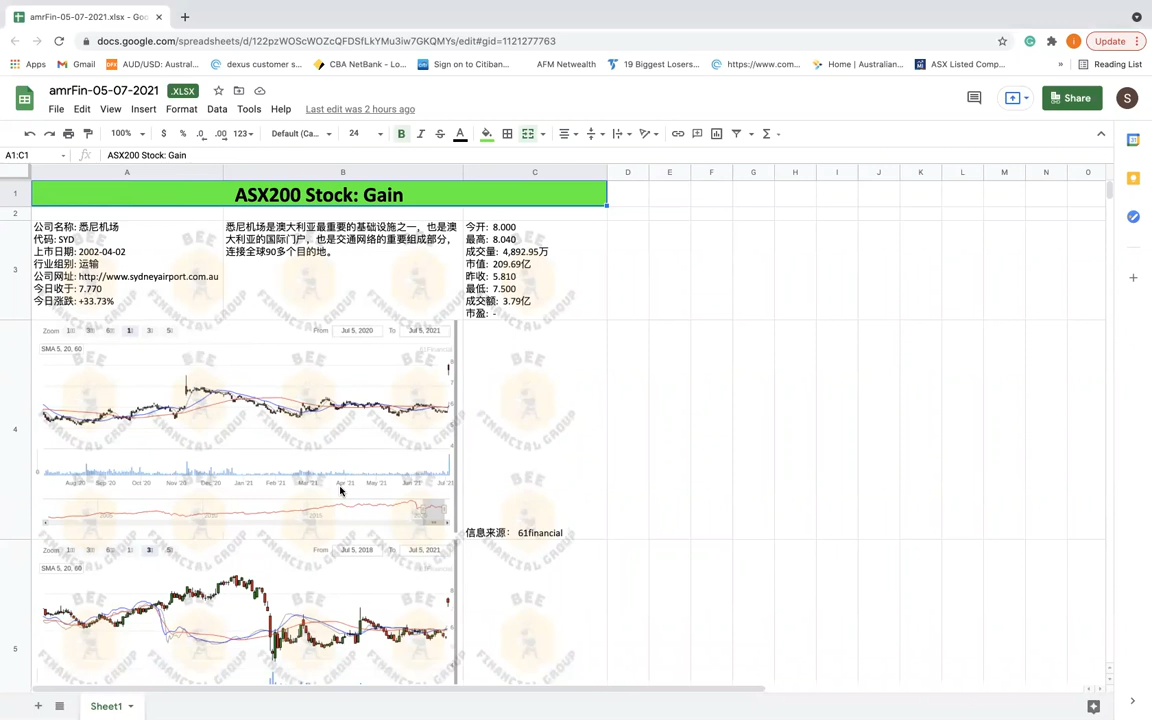 amrFin-05-07-2021.xlsx - Goo
docs.google.com/spreadsheets/d/122pzWOScWOZcQFDSfLkYMu3iw7GKQMYs/edit#gid=1121277763
Update
Apps
Gmail
AUD/USD: Austral...
dexus customer s...
CBA NetBank - Lo...
Sign on to Citiban...
AFM Networth
19 Biggest Losers...
https://www.com...
Home | Australian...
ASX Listed Comp...
»
Reading List
amrFin-05-07-2021
.XLSX
Share
S
File Edit View Insert Format Data Tools Help Last edit was 2 hours ago
100% $ % .0 .00 123 Default (Ca... 24 B I S A
A1:C1 fx ASX200 Stock: Gain
A B C D E F G H I J K L M N O
1
ASX200 Stock: Gain
2
3
公司名称: 悉尼机场
代码: SYD
上市日期: 2002-04-02
行业组别: 运输
公司网址: http://www.sydneyairport.com.au
今日收于: 7.770
今日涨跌: +33.73%
悉尼机场是澳大利亚最重要的基础设施之一，也是澳
大利亚的国际门户，也是交通网络的重要组成部分，
连接全球90多个目的地。
今开: 8.000
最高: 8.040
成交量: 4,892.95万
市值: 209.69亿
昨收: 5.810
最低: 7.500
成交额: 3.79亿
市盈: -
BEE FINANCIAL GROUP
4
Zoom
From Jul 5, 2020 To Jul 5, 2021
SMA 5, 20, 60
61Financial
Aug '20 Sep '20 Oct '20 Nov '20 Dec '20 Jan '21 Feb '21 Mar '21 Apr '21 May '21 Jun '21 Jul '21
信息来源： 61financial
5
Zoom
From Jul 5, 2018 To Jul 5, 2021
SMA 5, 20, 60
Sheet1